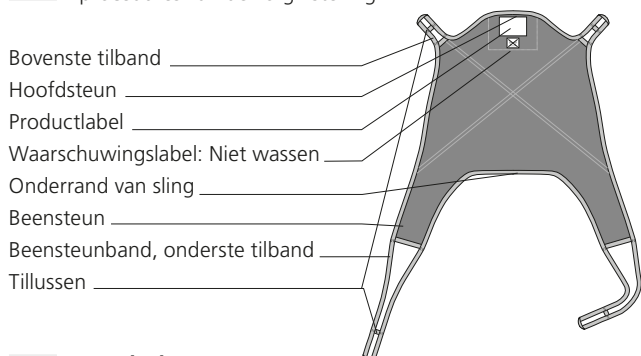 Bovenste tilband
Hoofdsteun
Productlabel
Waarschuwingslabel: Niet wassen
Onderrand van sling
Beensteun
Beensteunband, onderste tilband
Tillussen